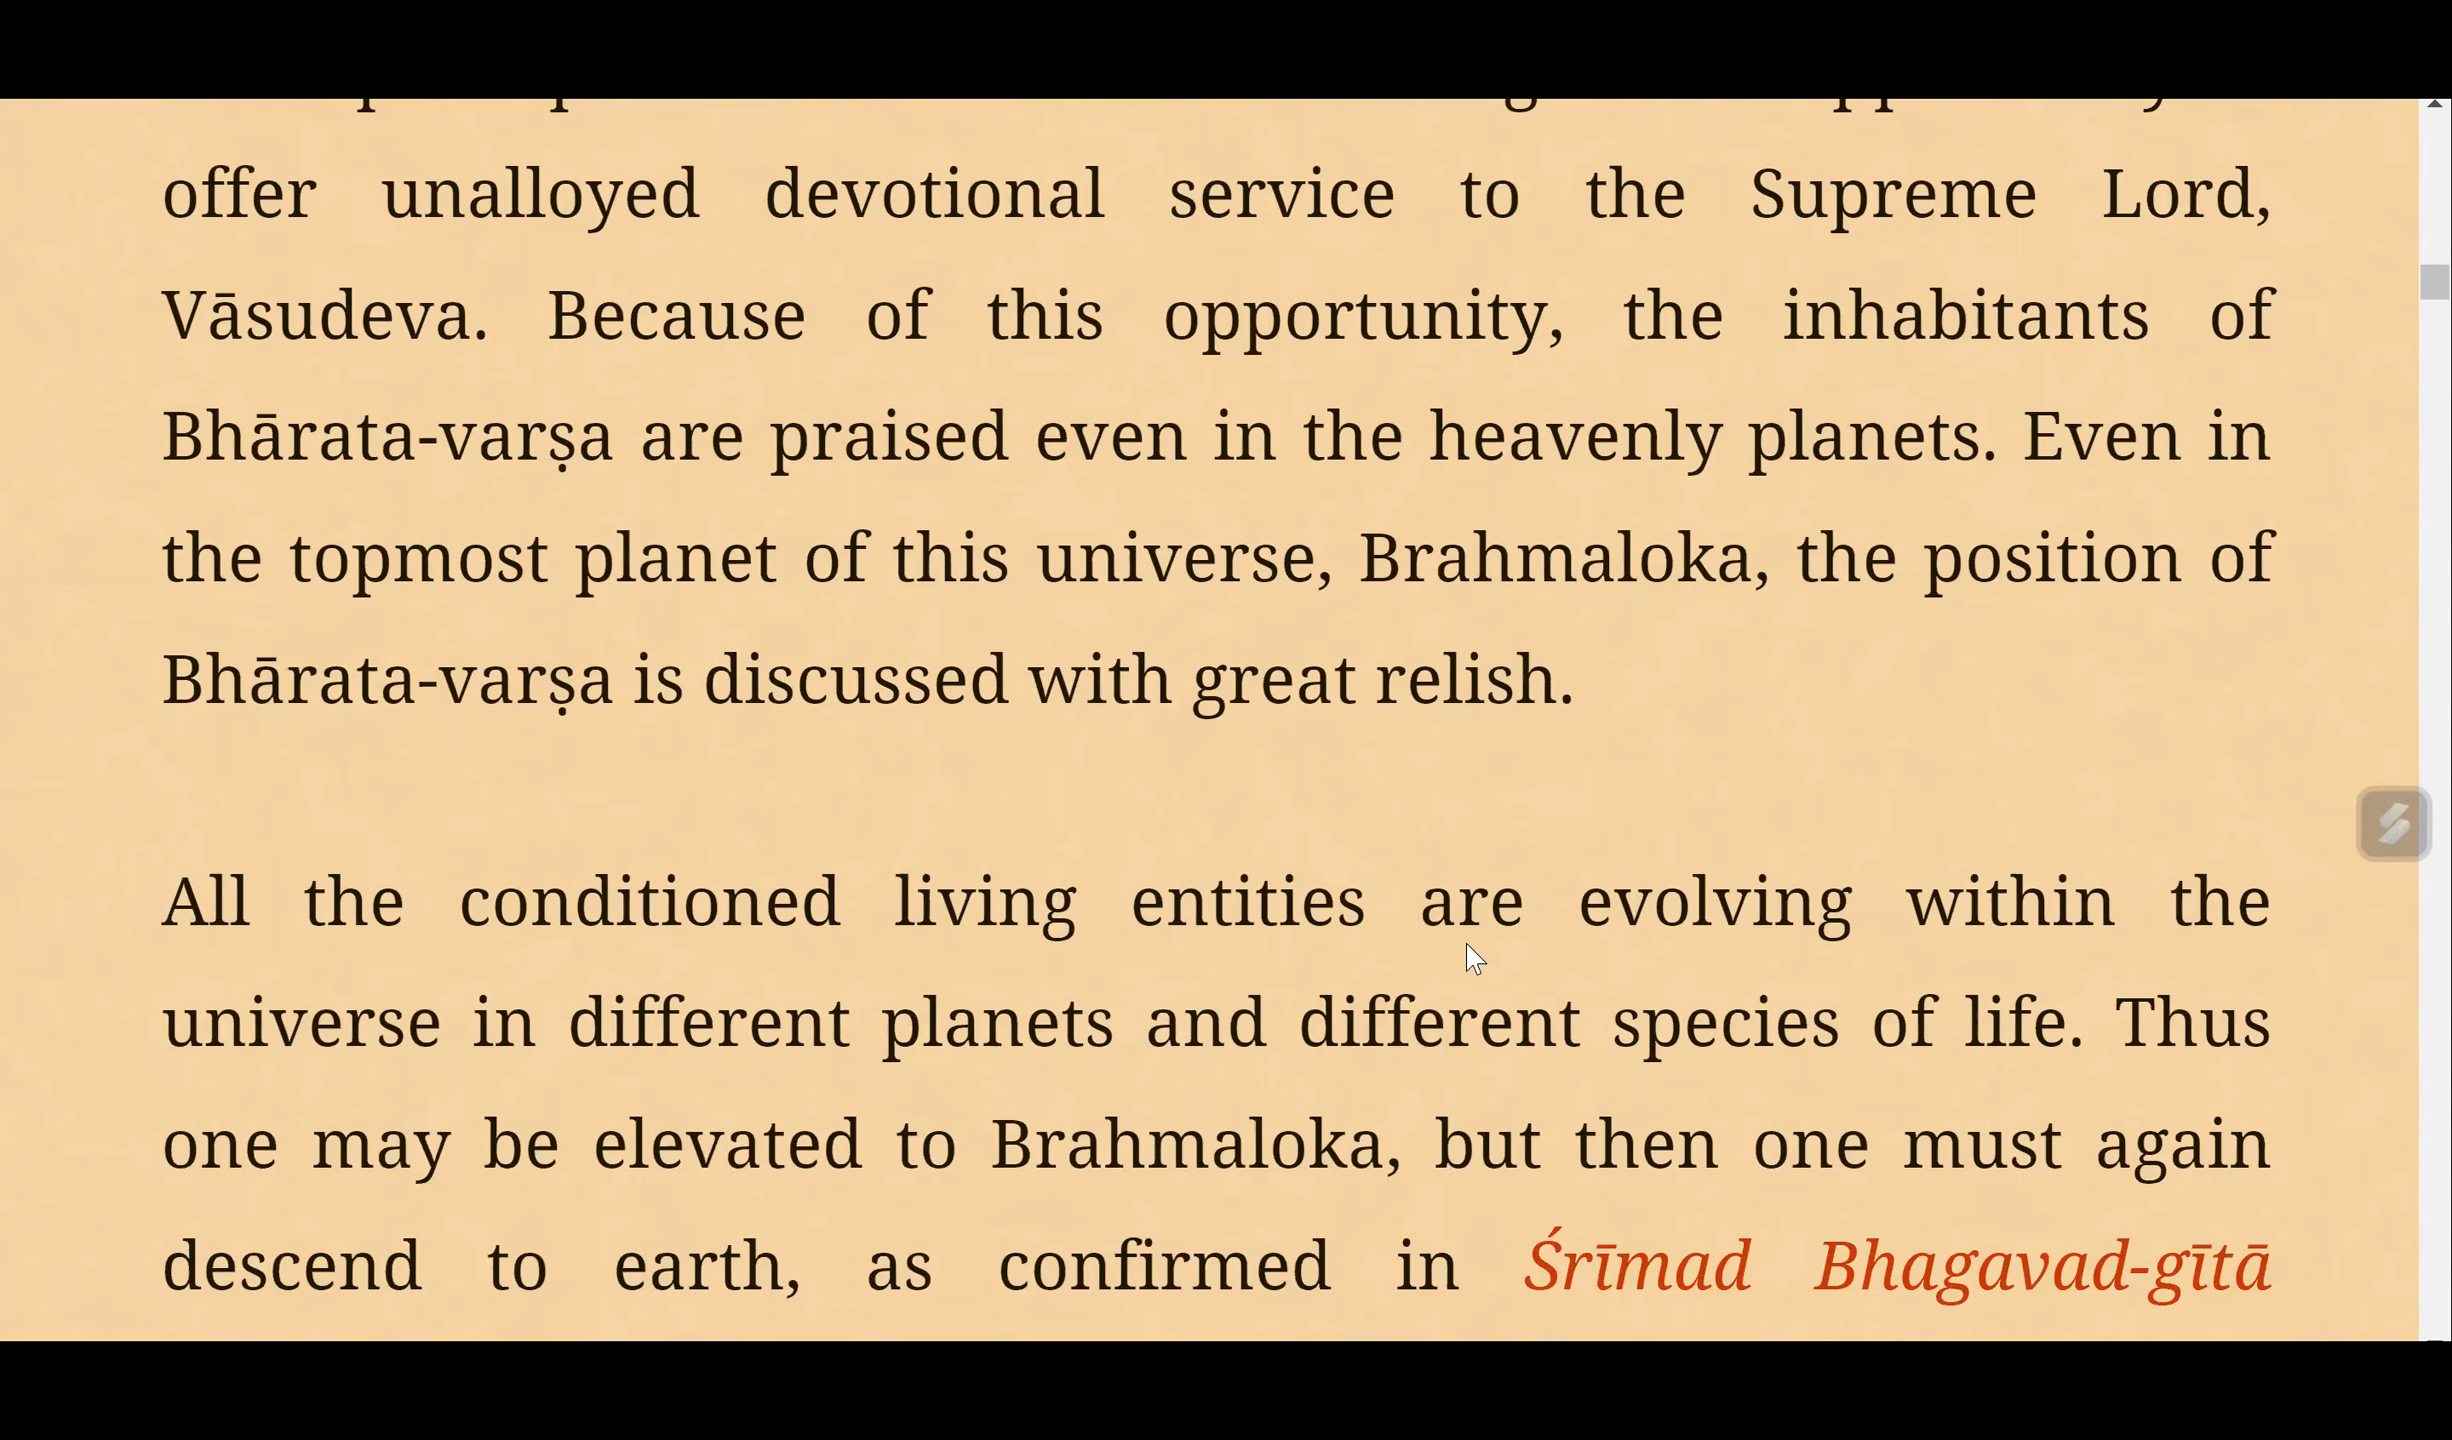 offer unalloyed devotional service to the Supreme Lord,
Vāsudeva. Because of this opportunity, the inhabitants of
Bhārata-varṣa are praised even in the heavenly planets. Even in
the topmost planet of this universe, Brahmaloka, the position of
Bhārata-varṣa is discussed with great relish.
All the conditioned living entities are evolving within the
universe in different planets and different species of life. Thus
one may be elevated to Brahmaloka, but then one must again
descend to earth, as confirmed in Śrīmad Bhagavad-gītā